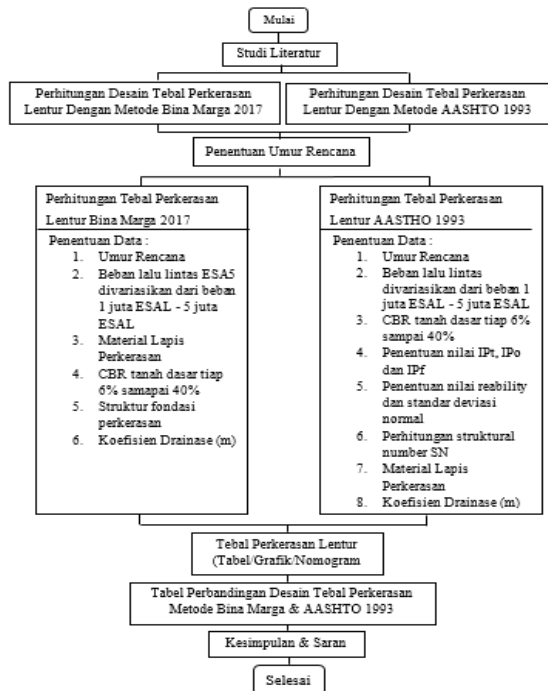 Mulai
Studi Literatur
Perhitungan Desain Tebal Perkerasan
Lentur Dengan Metode Bina Marga 2017
Perhitungan Desain Tebal Perkerasan
Lentur Dengan Metode AASHTO 1993
Penentuan Umur Rencana
Perhitungan Tebal Perkerasan
Lentur Bina Marga 2017
Penentuan Data :
1. Umur Rencana
2. Beban lalu lintas ESA5
divariasikan dari beban
1 juta ESAL - 5 juta
ESAL
3. Material Lapis
Perkerasan
4. CBR tanah dasar tiap
6% samapai 40%
5. Struktur fondasi
perkerasan
6. Koefisien Drainase (m)
Perhitungan Tebal Perkerasan
Lentur AASTHO 1993
Penentuan Data :
1. Umur Rencana
2. Beban lalu lintas
divariasikan dari beban 1
juta ESAL - 5 juta ESAL
3. CBR tanah dasar tiap 6%
sampai 40%
4. Penentuan nilai IPt, IPo
dan IPf
5. Penentuan nilai reability
dan standar deviasi
normal
6. Perhitungan struktural
number SN
7. Material Lapis
Perkerasan
8. Koefisien Drainase (m)
Tebal Perkerasan Lentur
(Tabel/Grafik/Nomogram
Tabel Perbandingan Desain Tebal Perkerasan
Metode Bina Marga & AASHTO 1993
Kesimpulan & Saran
Selesai